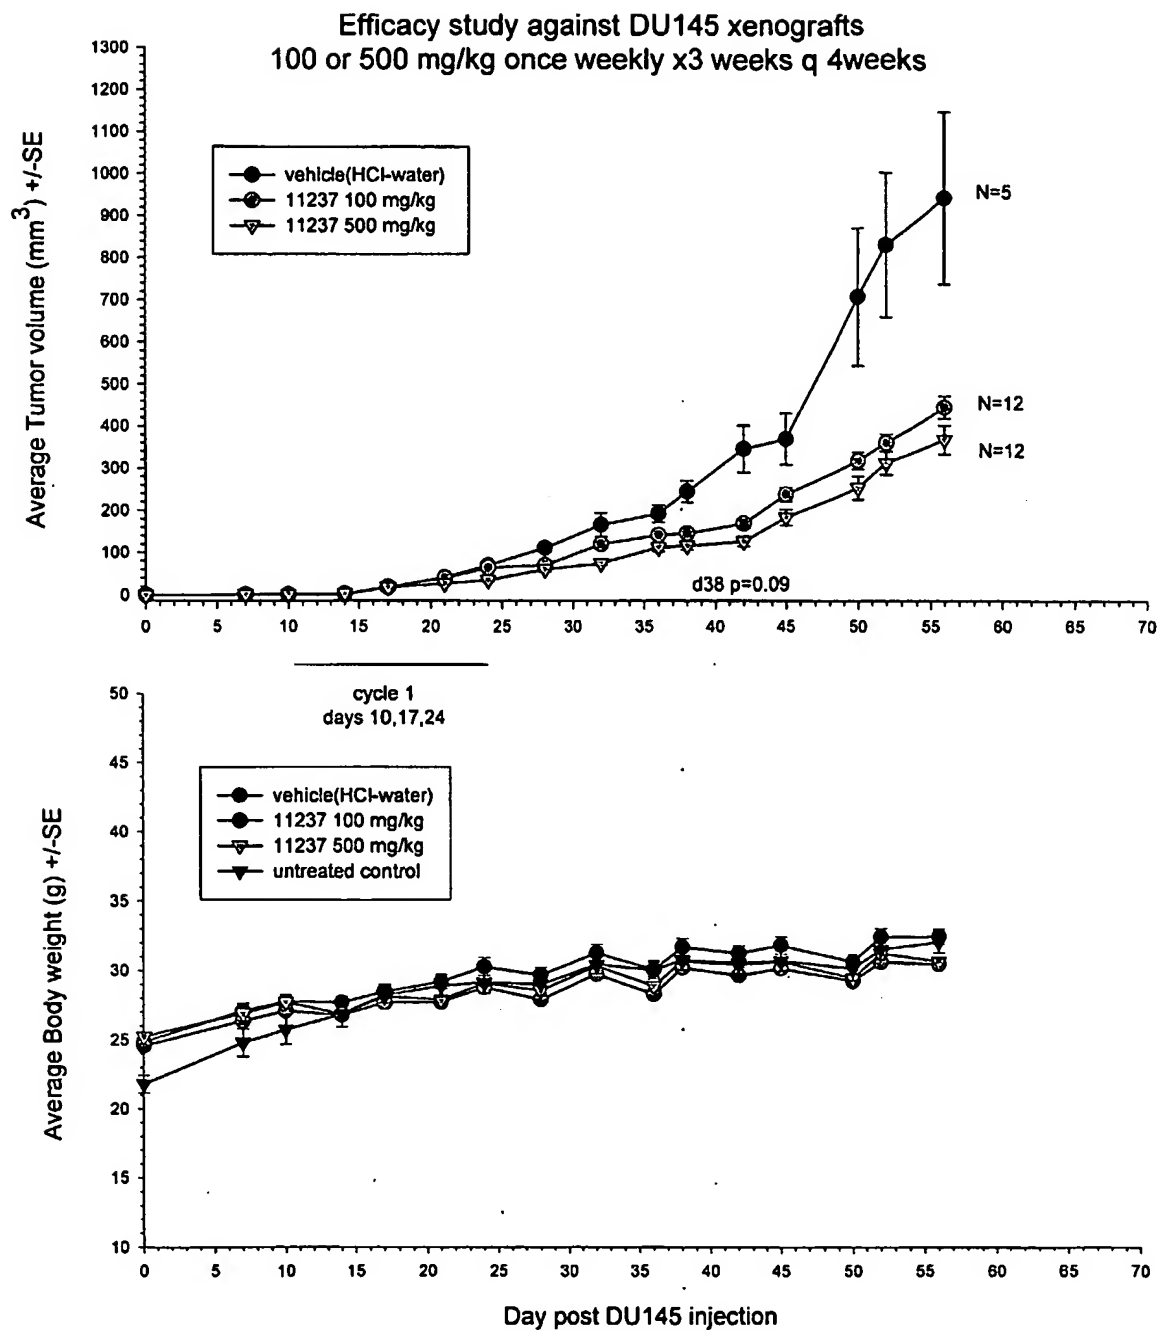 Efficacy study against DU145 xenografts
100 or 500 mg/kg once weekly x3 weeks q 4weeks
1300
1200
1100
1000
900
800
700
600
500
400
300
200
100
0
Average Tumor volume (mm³) +/-SE
vehicle(HCl-water)
11237 100 mg/kg
11237 500 mg/kg
N=5
N=12
N=12
d38 p=0.09
0 5 10 15 20 25 30 35 40 45 50 55 60 65 70
cycle 1
days 10,17,24
50
45
40
35
30
25
20
15
10
Average Body weight (g) +/-SE
vehicle(HCl-water)
11237 100 mg/kg
11237 500 mg/kg
untreated control
0 5 10 15 20 25 30 35 40 45 50 55 60 65 70
Day post DU145 injection